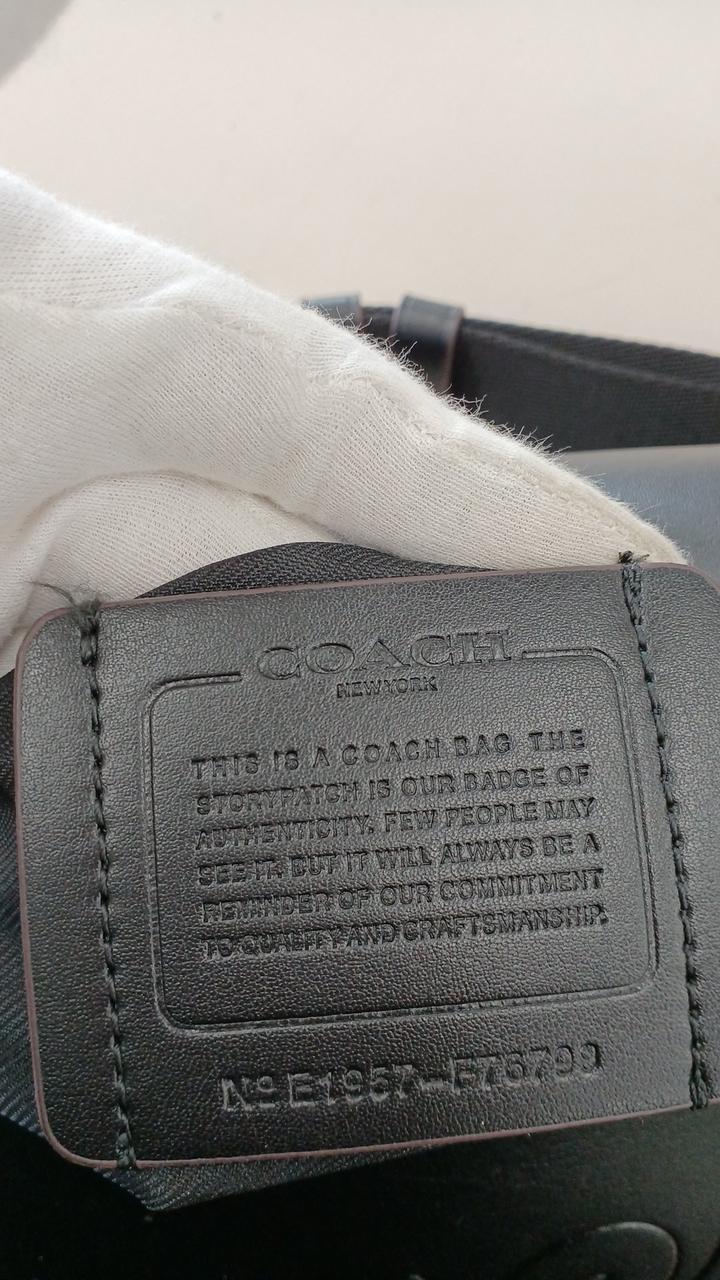 COACH
NEW YORK
THIS IS A COACH BAG THE
STORYPATCH IS OUR BADGE OF
AUTHENTICITY. FEW PEOPLE MAY
SEE IT. BUT IT WILL ALWAYS BE A
REMINDER OF OUR COMMITMENT
TO QUALITY AND CRAFTSMANSHIP.
Nº E1957-F76799